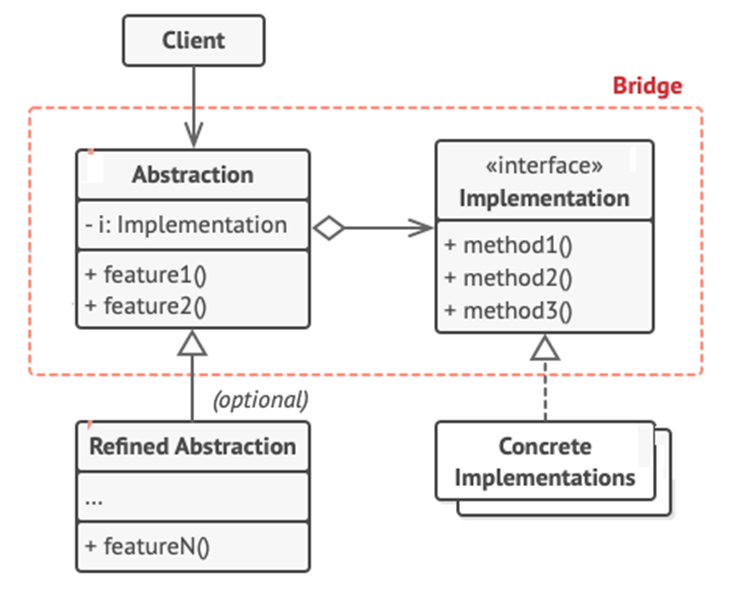 Client
Bridge
Abstraction
- i: Implementation
+ feature1()
+ feature2()
«interface»
Implementation
+ method1()
+ method2()
+ method3()
(optional)
Refined Abstraction
...
+ featureN()
Concrete
Implementations